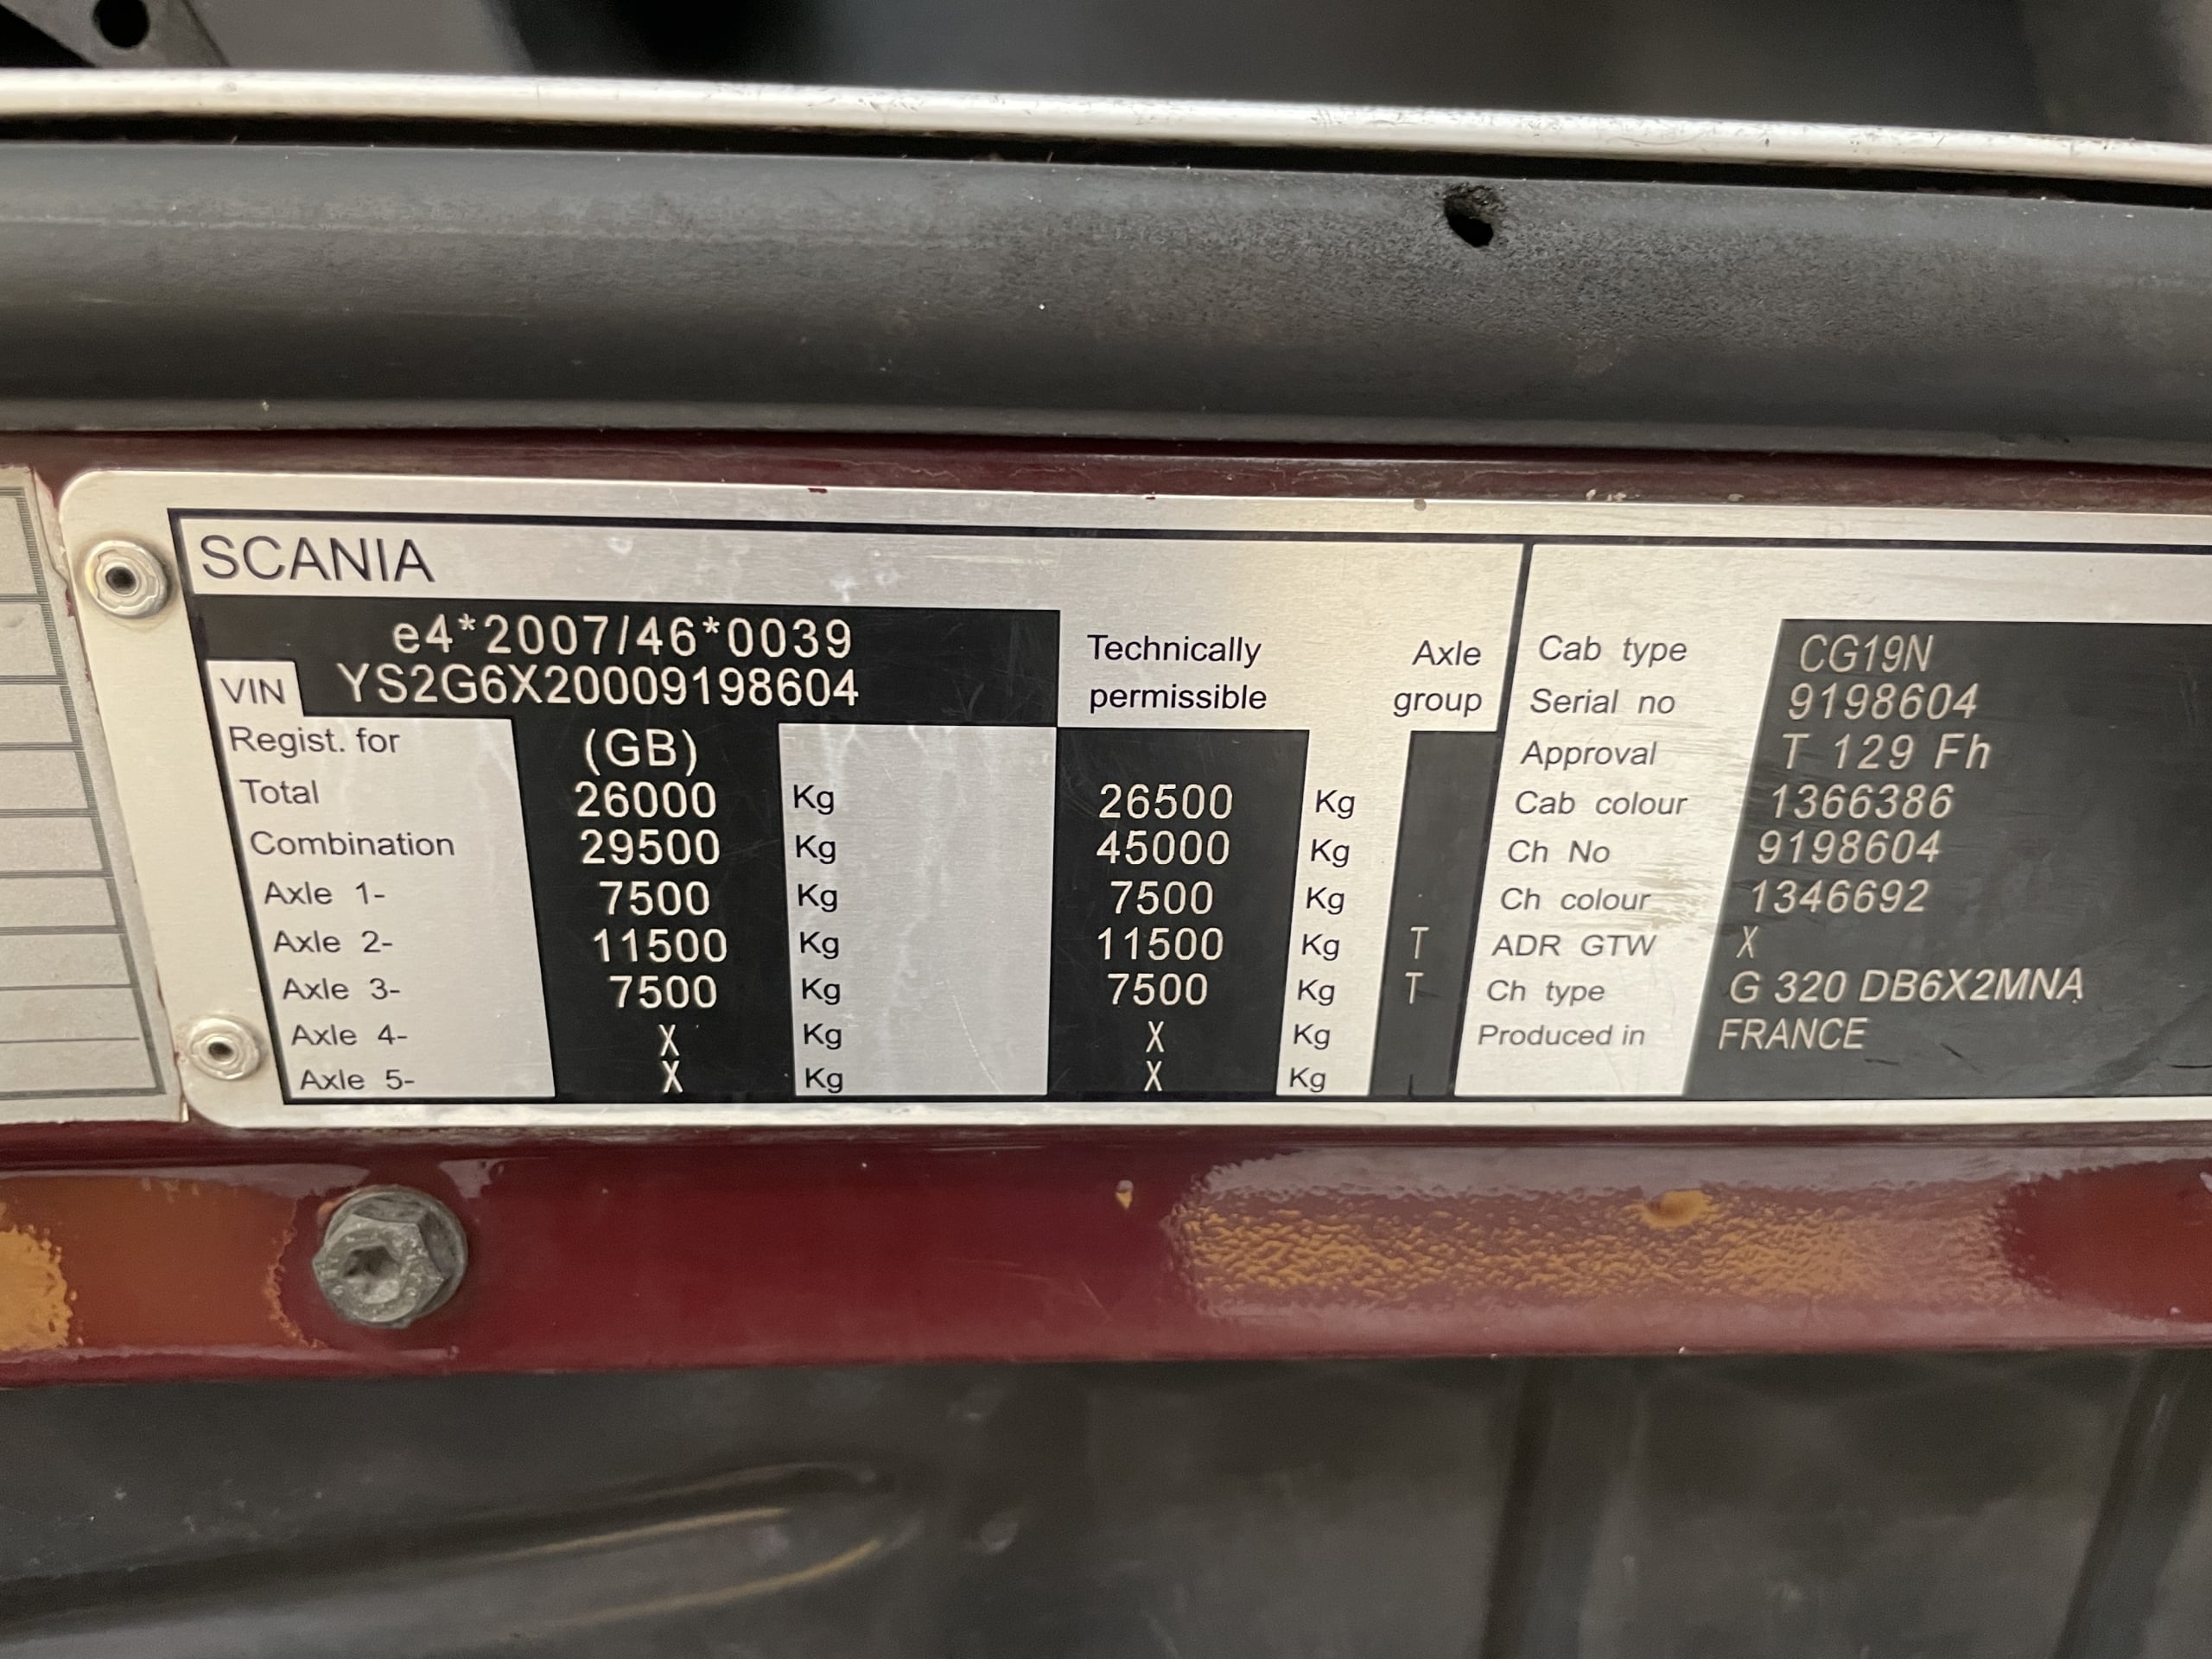 SCANIA
e4*2007/46*0039
VIN YS2G6X20009198604
Technically permissible
Axle group
Regist. for (GB)
Total 26000 Kg 26500 Kg
Combination 29500 Kg 45000 Kg
Axle 1- 7500 Kg 7500 Kg
Axle 2- 11500 Kg 11500 Kg T
Axle 3- 7500 Kg 7500 Kg T
Axle 4- X Kg X Kg
Axle 5- X Kg X Kg
Cab type CG19N
Serial no 9198604
Approval T 129 Fh
Cab colour 1366386
Ch No 9198604
Ch colour 1346692
ADR GTW X
Ch type G 320 DB6X2MNA
Produced in FRANCE